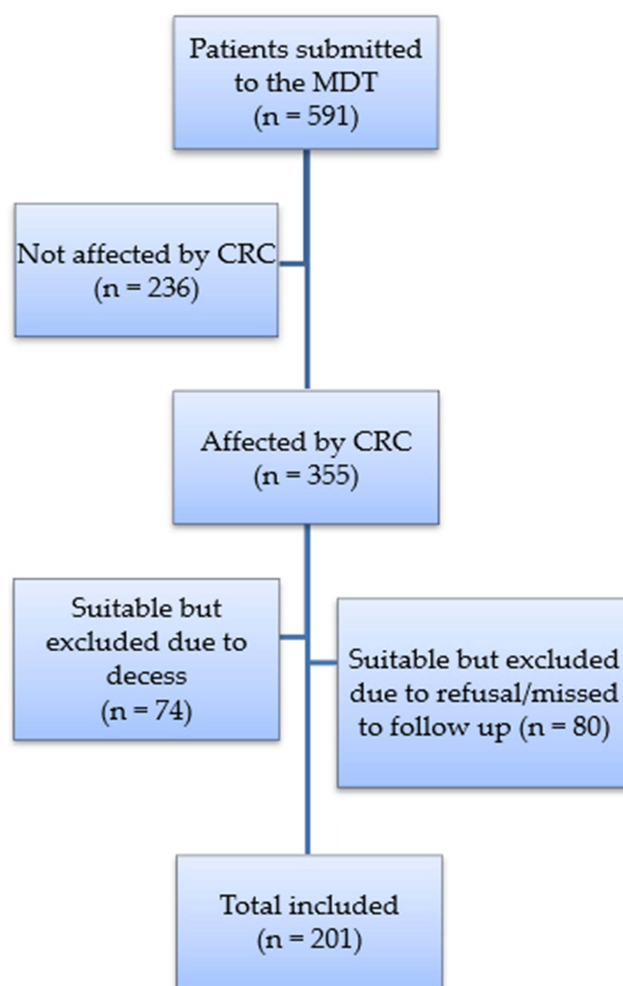 Patients submitted
to the MDT
(n = 591)
Not affected by CRC
(n = 236)
Affected by CRC
(n = 355)
Suitable but
excluded due to
decess
(n = 74)
Suitable but excluded
due to refusal/missed
to follow up (n = 80)
Total included
(n = 201)